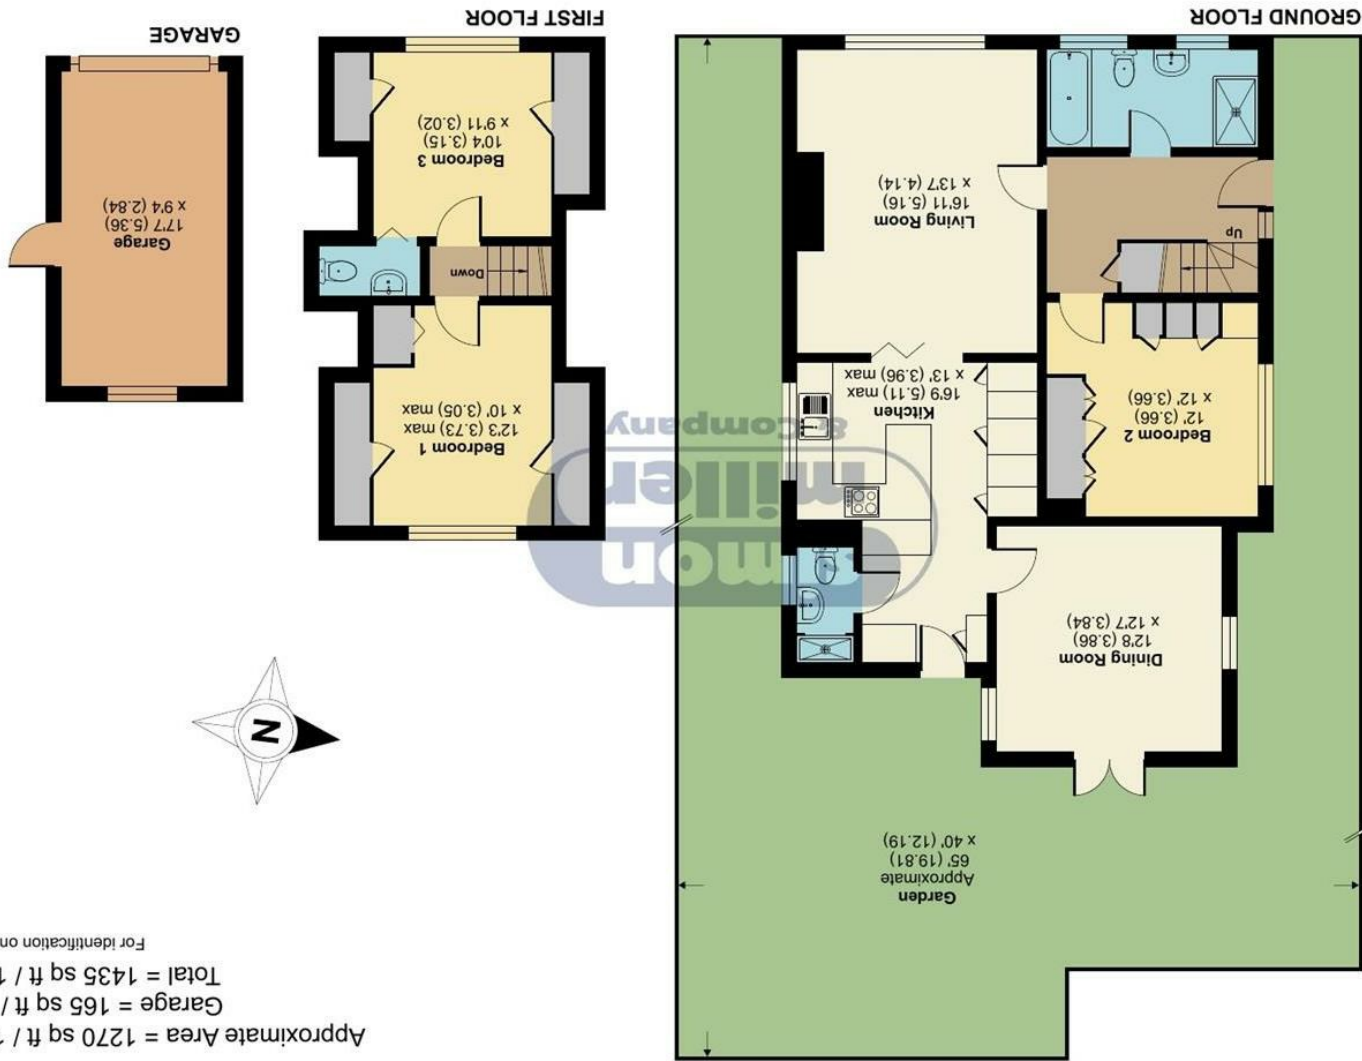 Approximate Area = 1270 sq ft / 1
Garage = 165 sq ft /
Total = 1435 sq ft / 1
For identification on
Garden
Approximate
65' (19.81)
x 40' (12.19)
N
Dining Room
12'8 (3.86)
x 12'7 (3.84)
simon
miller
& company
Bedroom 2
12' (3.66)
x 12' (3.66)
Kitchen
16'9 (5.11) max
x 13' (3.96) max
Bedroom 1
12'3 (3.73) max
x 10' (3.05) max
Up
Down
Living Room
16'11 (5.16)
x 13'7 (4.14)
Bedroom 3
10'4 (3.15)
x 9'11 (3.02)
Garage
17'7 (5.36)
x 9'4 (2.84)
GROUND FLOOR
FIRST FLOOR
GARAGE